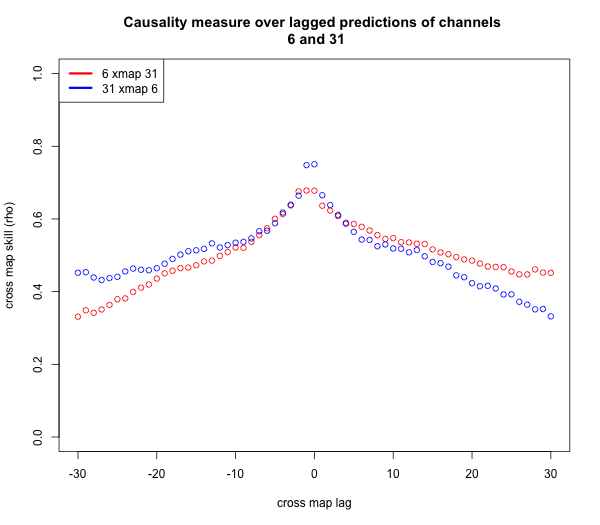 Causality measure over lagged predictions of channels
6 and 31
6 xmap 31
31 xmap 6
cross map skill (rho)
1.0
0.8
0.6
0.4
0.2
0.0
-30
-20
-10
0
10
20
30
cross map lag